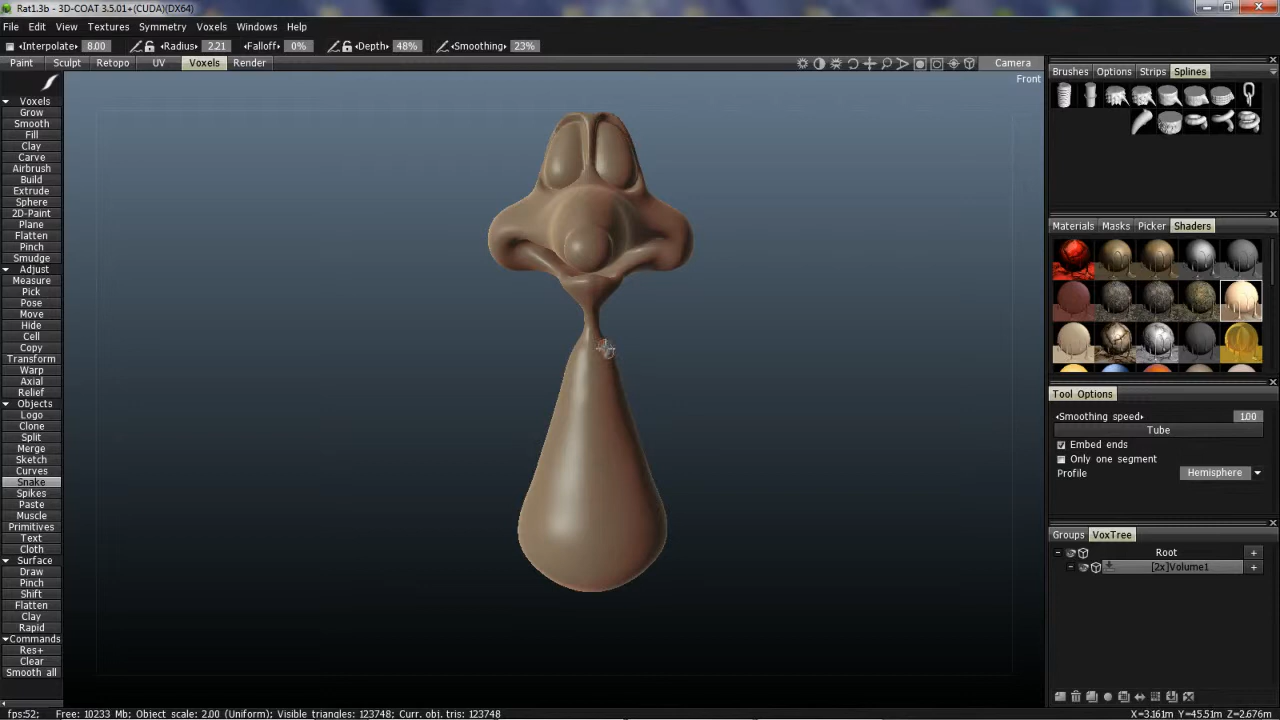 Rat1.3b - 3D-COAT 3.5.01+(CUDA)(DX64)
File Edit View Textures Symmetry Voxels Windows Help
Interpolate 8.00 Radius 2.21 Falloff 0% Depth 48% Smoothing 23%
Paint Sculpt Retopo UV Voxels Render
Camera
Front
Voxels
Grow
Smooth
Fill
Clay
Carve
Airbrush
Build
Extrude
Sphere
2D-Paint
Plane
Flatten
Pinch
Smudge
Adjust
Measure
Pick
Pose
Move
Hide
Cell
Copy
Transform
Warp
Axial
Relief
Objects
Logo
Clone
Split
Merge
Sketch
Curves
Snake
Spikes
Paste
Muscle
Primitives
Text
Cloth
Surface
Draw
Pinch
Shift
Flatten
Clay
Rapid
Commands
Res+
Clear
Smooth all
Brushes Options Strips Splines
Materials Masks Picker Shaders
Tool Options
Smoothing speed 1.00
Tube
Embed ends
Only one segment
Profile Hemisphere
Groups VoxTree
Root +
[2x]Volume1 +
fps:52; Free: 10233 Mb; Object scale: 2.00 (Uniform); Visible triangles: 123748; Curr. obj. tris: 123748
X=3.161m Y=45.51m Z=2.676m